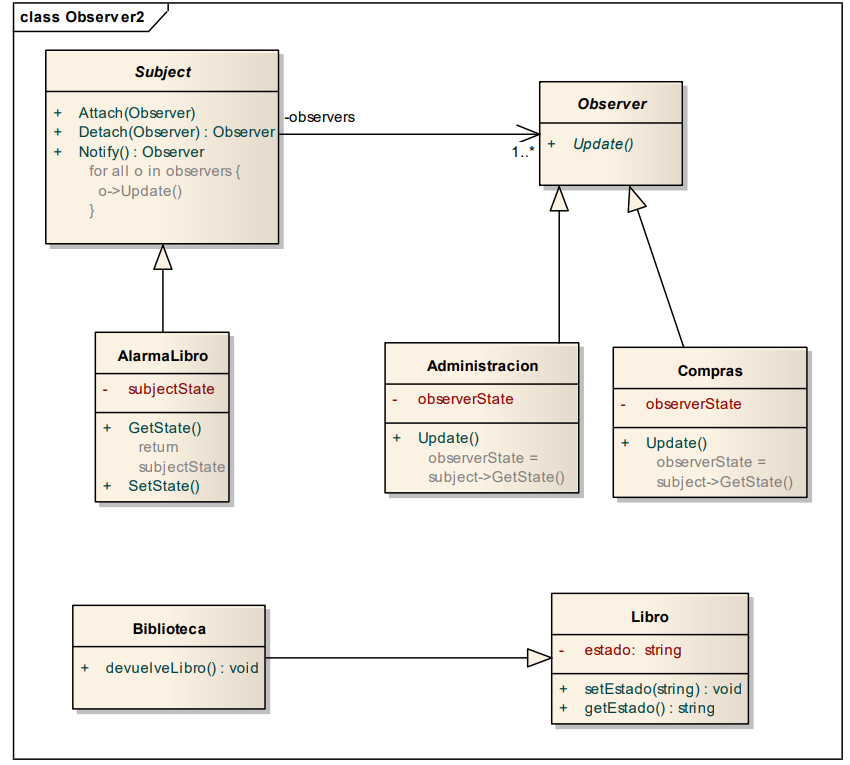 class Observer2
Subject
+ Attach(Observer)
+ Detach(Observer) : Observer
+ Notify() : Observer
for all o in observers {
o->Update()
}
-observers
1..*
Observer
+ Update()
AlarmaLibro
- subjectState
+ GetState()
return
subjectState
+ SetState()
Administracion
- observerState
+ Update()
observerState =
subject->GetState()
Compras
- observerState
+ Update()
observerState =
subject->GetState()
Biblioteca
+ devuelveLibro() : void
Libro
- estado: string
+ setEstado(string) : void
+ getEstado() : string